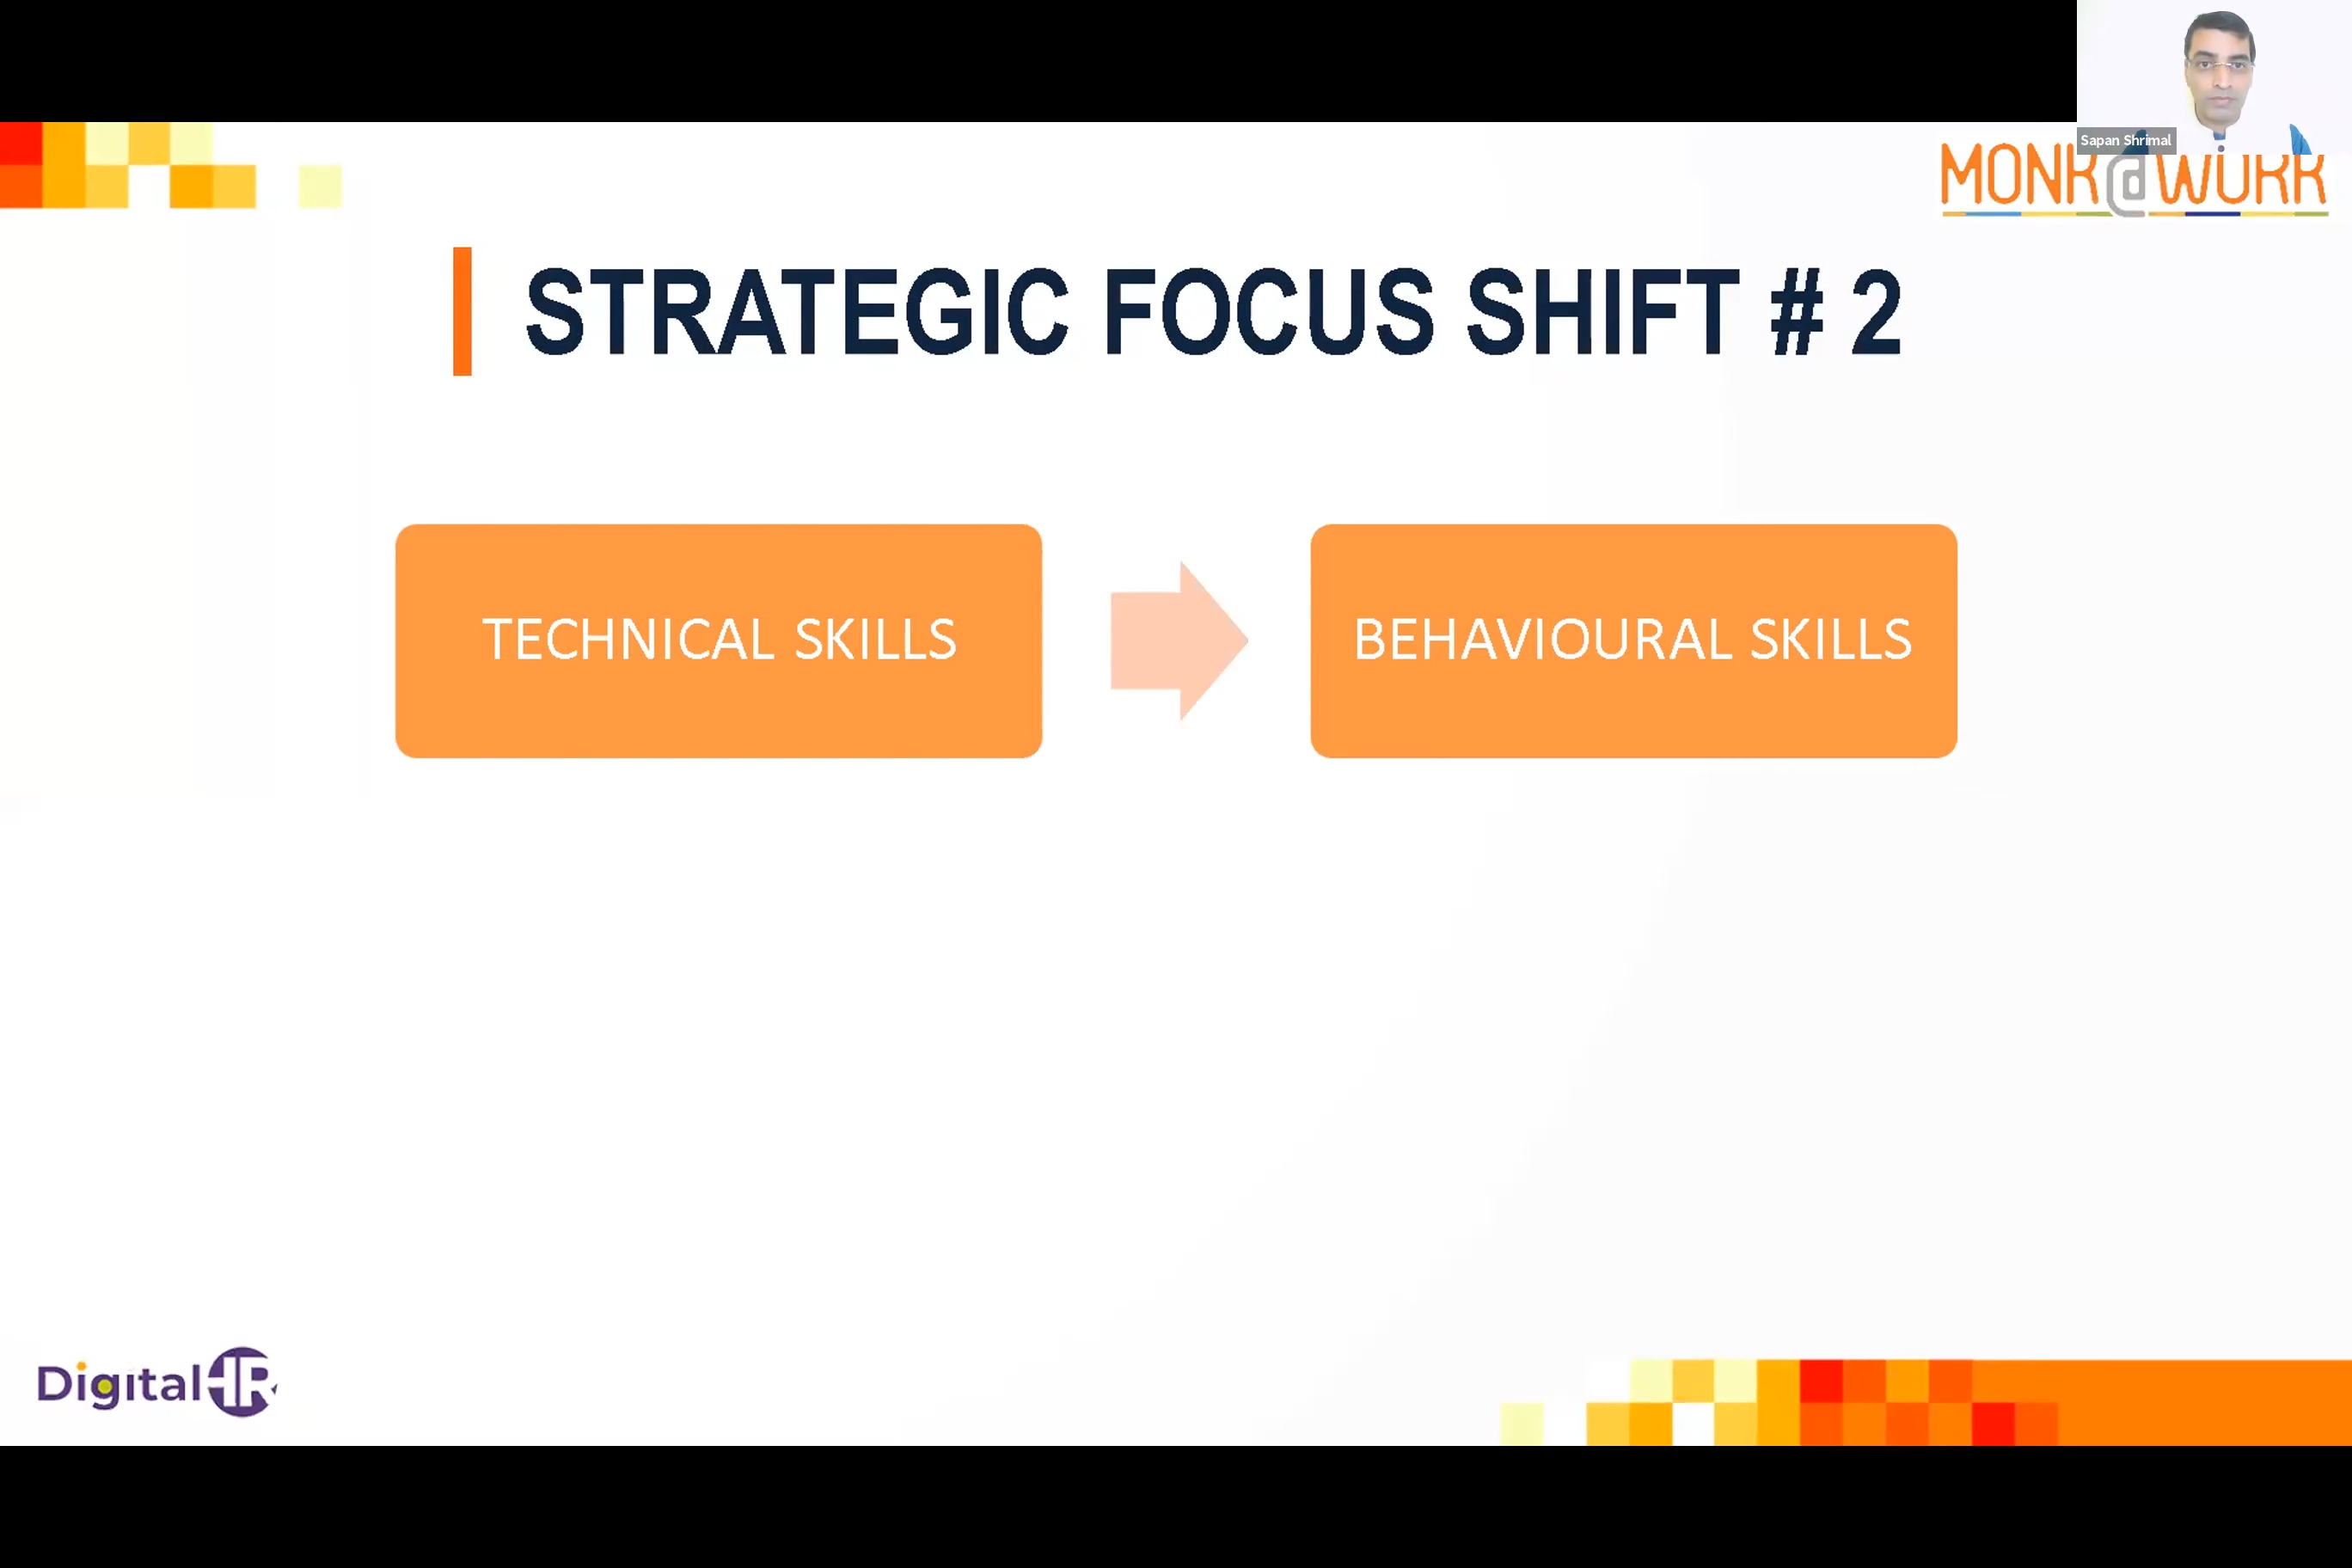 Sapan Shrimal
MONK@WORK
STRATEGIC FOCUS SHIFT # 2
TECHNICAL SKILLS
BEHAVIOURAL SKILLS
DigitalHR